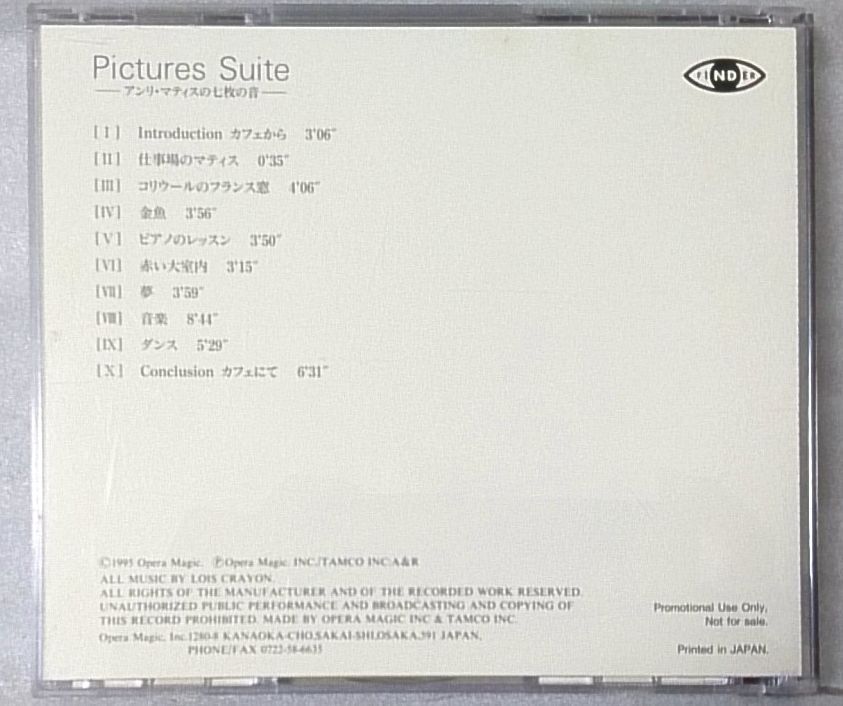 Pictures Suite
FINDER
アンリ・マティスの七枚の音
[I] Introduction カフェから 3'06"
[II] 仕事場のマティス 0'35"
[III] コリウールのフランス窓 4'06"
[IV] 金魚 3'56"
[V] ピアノのレッスン 3'50"
[VI] 赤い大室内 3'15"
[VII] 夢 3'59"
[VIII] 音楽 8'44"
[IX] ダンス 5'29"
[X] Conclusion カフェにて 6'31"
Ⓒ1995 Opera Magic. ⓅOpera Magic. INC./TAMCO INC.A&R
ALL MUSIC BY LOIS CRAYON.
ALL RIGHTS OF THE MANUFACTURER AND OF THE RECORDED WORK RESERVED.
UNAUTHORIZED PUBLIC PERFORMANCE AND BROADCASTING AND COPYING OF
THIS RECORD PROHIBITED. MADE BY OPERA MAGIC INC & TAMCO INC.
Opera Magic, Inc.1280-8 KANAOKA-CHO,SAKAI-SHI,OSAKA,591 JAPAN,
PHONE/FAX 0722-58-6635
Promotional Use Only,
Not for sale.
Printed in JAPAN.